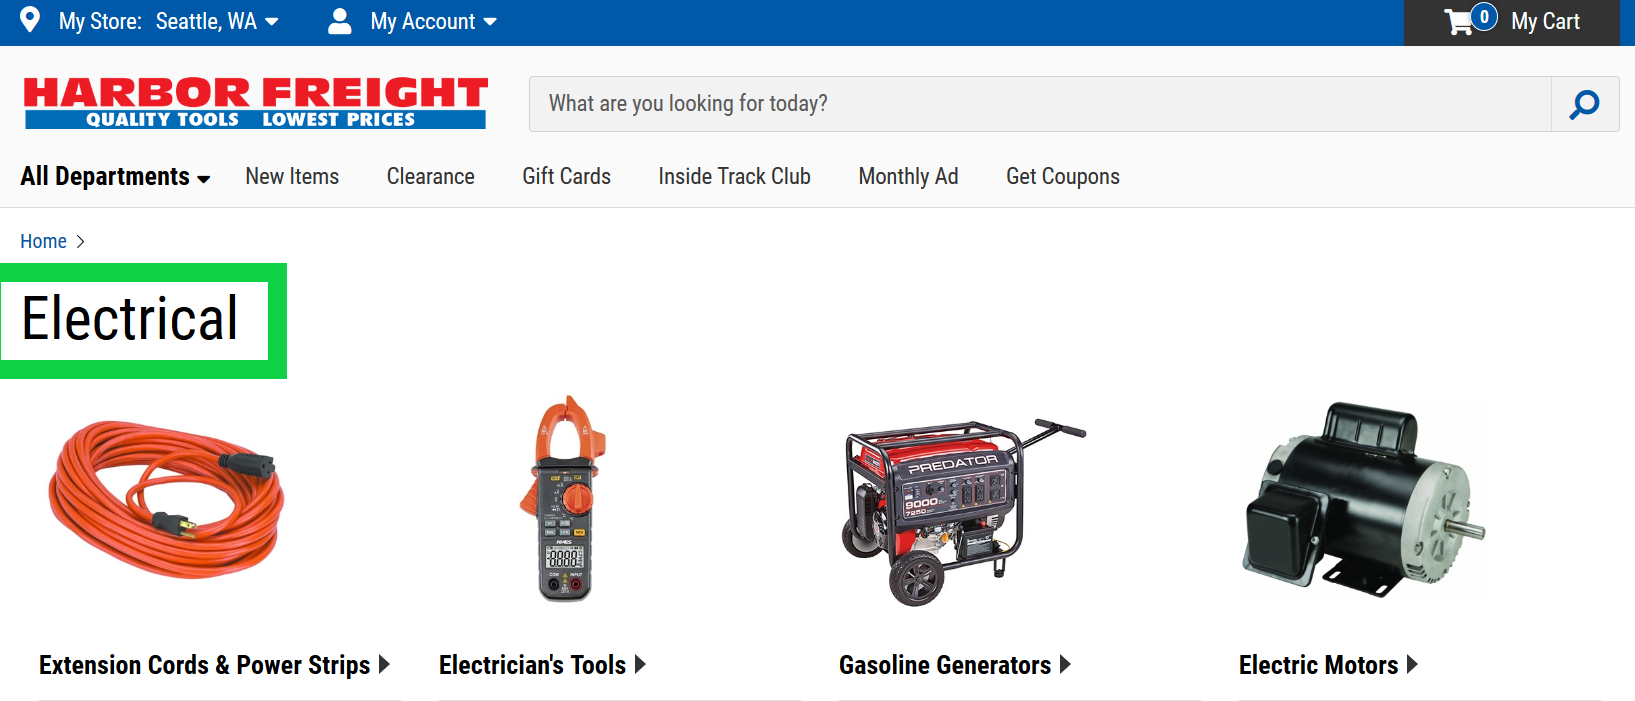 My Store: Seattle, WA
My Account
0
My Cart
HARBOR FREIGHT
QUALITY TOOLS LOWEST PRICES
What are you looking for today?
All Departments
New Items
Clearance
Gift Cards
Inside Track Club
Monthly Ad
Get Coupons
Home
Electrical
PREDATOR
9000
7250
AMES
Extension Cords & Power Strips
Electrician's Tools
Gasoline Generators
Electric Motors